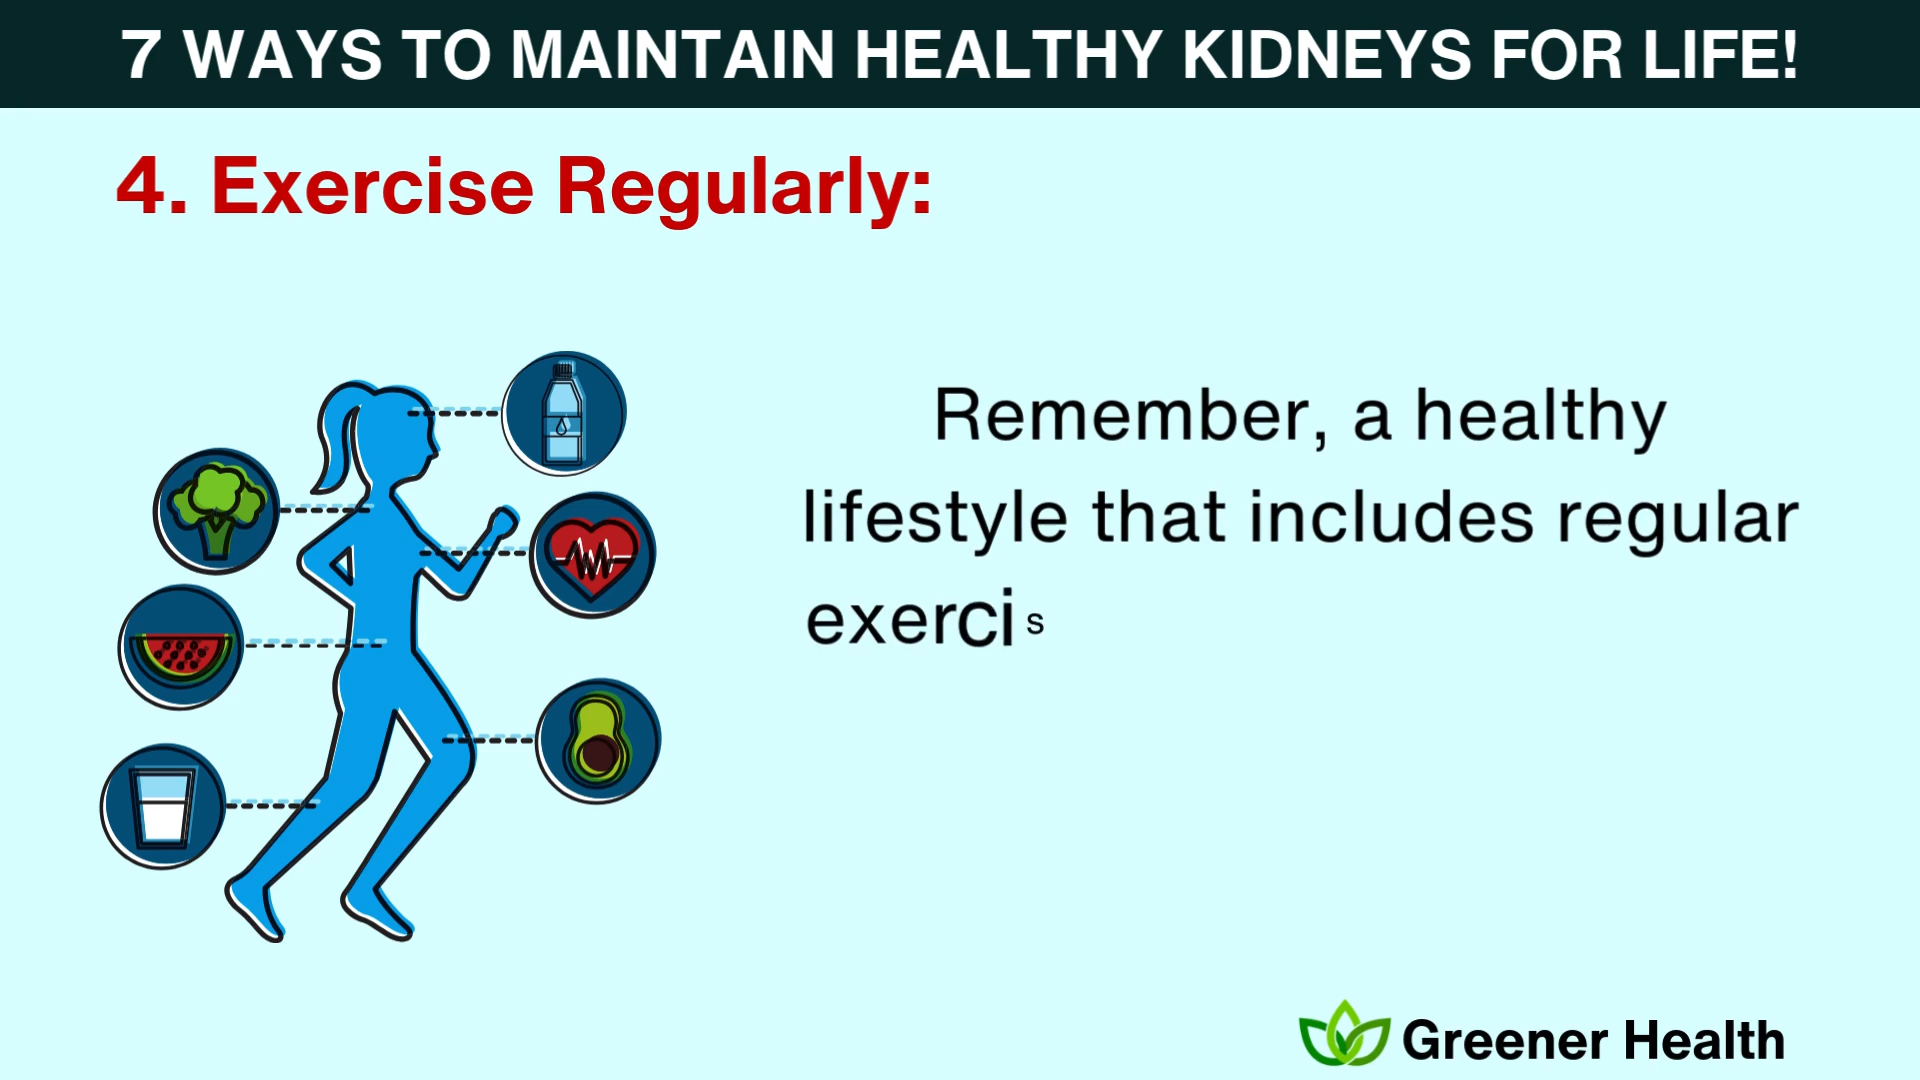 7 WAYS TO MAINTAIN HEALTHY KIDNEYS FOR LIFE!
4. Exercise Regularly:
Remember, a healthy
lifestyle that includes regular
exercis
Greener Health